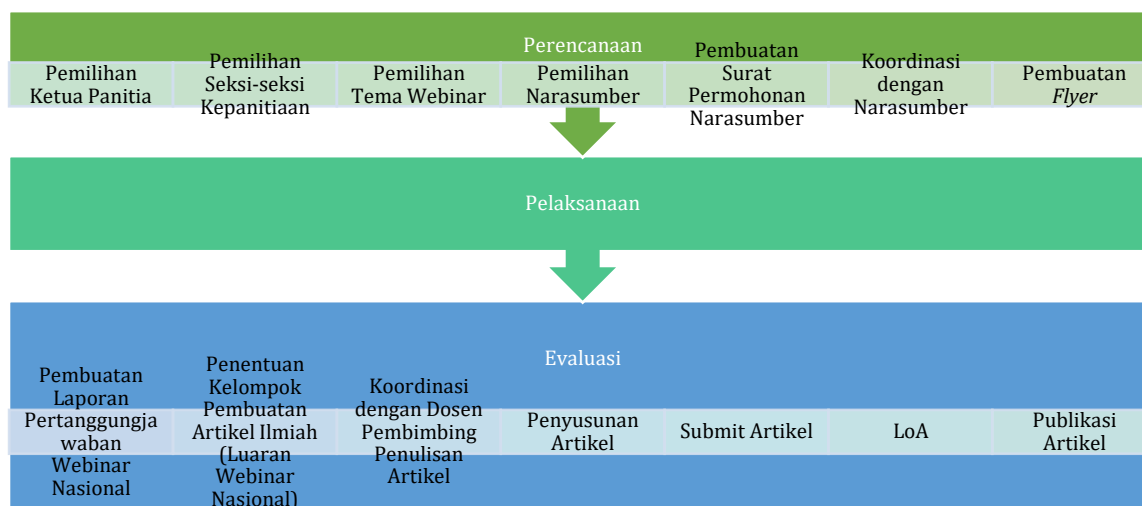 Perencanaan
Pemilihan
Ketua Panitia
Pemilihan
Seksi-seksi
Kepanitiaan
Pemilihan
Tema Webinar
Pemilihan
Narasumber
Pembuatan
Surat
Permohonan
Narasumber
Koordinasi
dengan
Narasumber
Pembuatan
Flyer
Pelaksanaan
Evaluasi
Pembuatan
Laporan
Pertanggungja
waban
Webinar
Nasional
Penentuan
Kelompok
Pembuatan
Artikel Ilmiah
(Luaran
Webinar
Nasional)
Koordinasi
dengan Dosen
Pembimbing
Penulisan
Artikel
Penyusunan
Artikel
Submit Artikel
LoA
Publikasi
Artikel